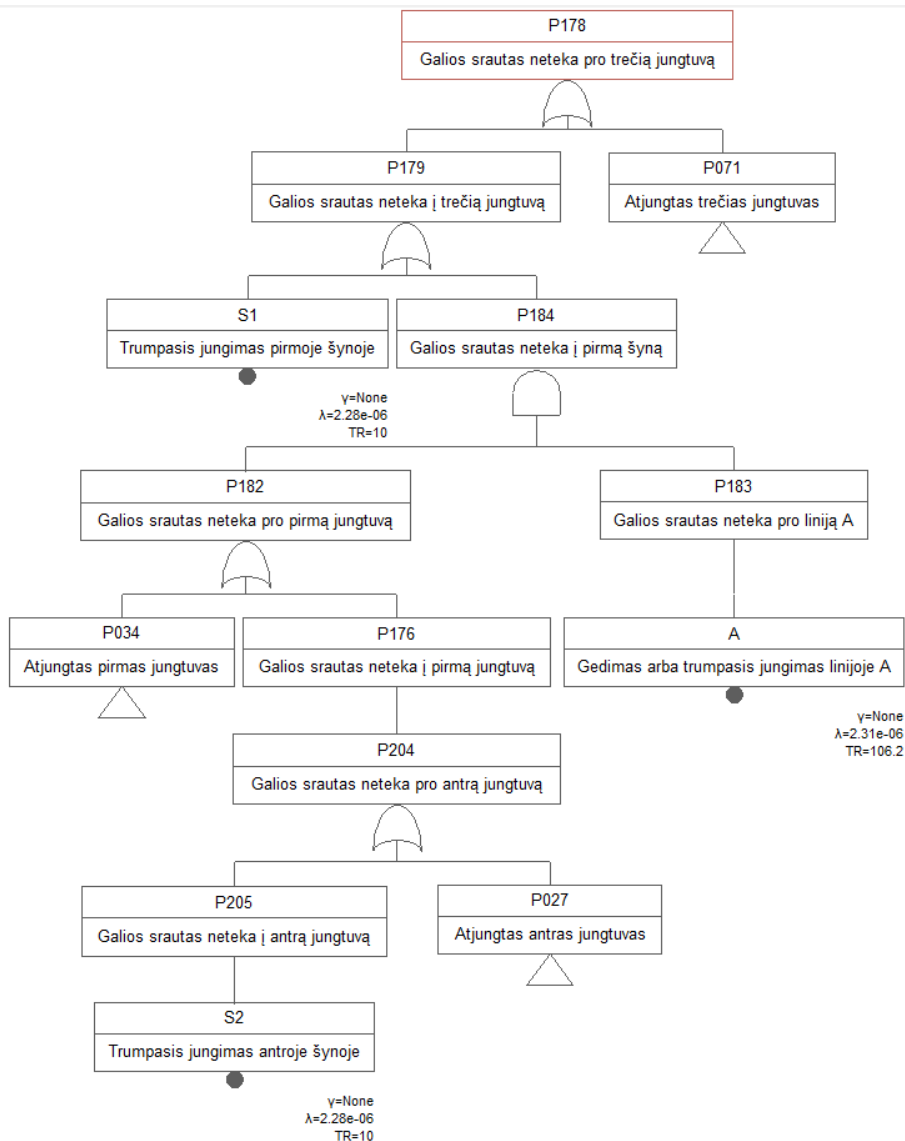 P178
Galios srautas neteka pro trečią jungtuvą
P179
Galios srautas neteka į trečią jungtuvą
P071
Atjungtas trečias jungtuvas
S1
Trumpasis jungimas pirmoje šynoje
γ=None
λ=2.28e-06
TR=10
P184
Galios srautas neteka į pirmą šyną
P182
Galios srautas neteka pro pirmą jungtuvą
P183
Galios srautas neteka pro liniją A
P034
Atjungtas pirmas jungtuvas
P176
Galios srautas neteka į pirmą jungtuvą
A
Gedimas arba trumpasis jungimas linijoje A
γ=None
λ=2.31e-06
TR=106.2
P204
Galios srautas neteka pro antrą jungtuvą
P205
Galios srautas neteka į antrą jungtuvą
P027
Atjungtas antras jungtuvas
S2
Trumpasis jungimas antroje šynoje
γ=None
λ=2.28e-06
TR=10